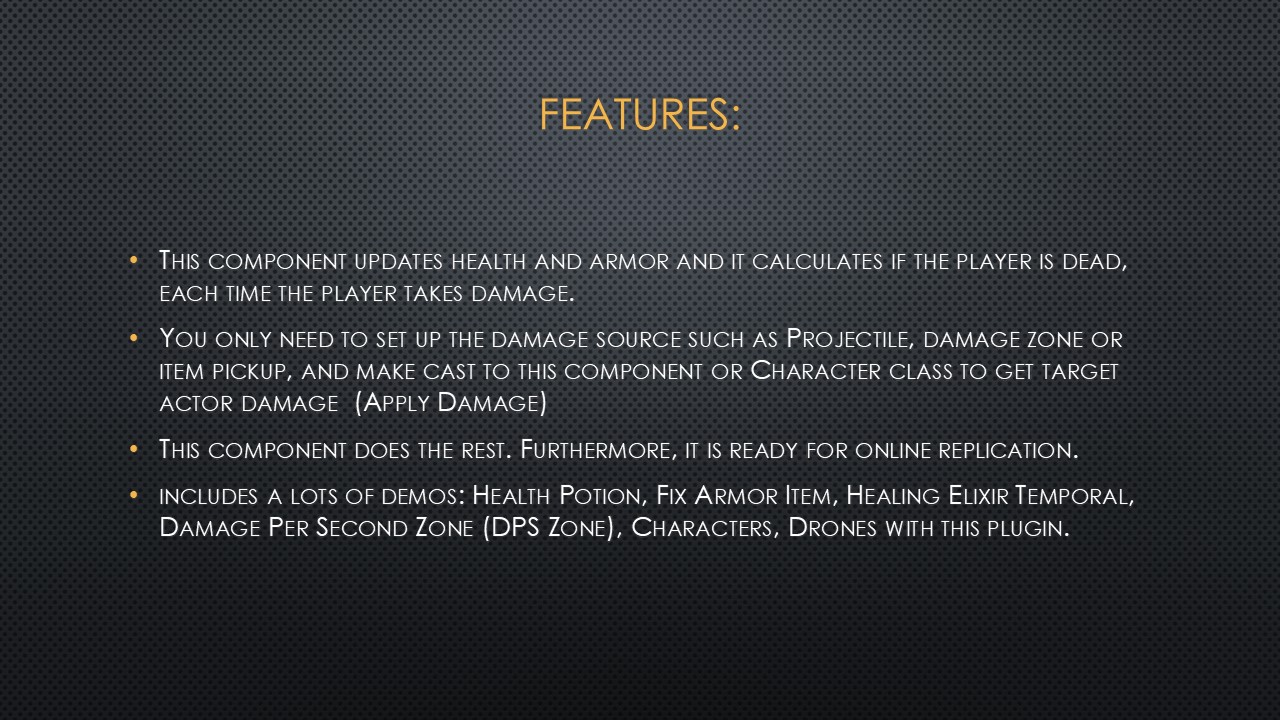 FEATURES:
• This component updates health and armor and it calculates if the player is dead,
each time the player takes damage.
• You only need to set up the damage source such as Projectile, damage zone or
item pickup, and make cast to this component or Character class to get target
actor damage  (Apply Damage)
• This component does the rest. Furthermore, it is ready for online replication.
• includes a lots of demos: Health Potion, Fix Armor Item, Healing Elixir Temporal,
Damage Per Second Zone (DPS Zone), Characters, Drones with this plugin.